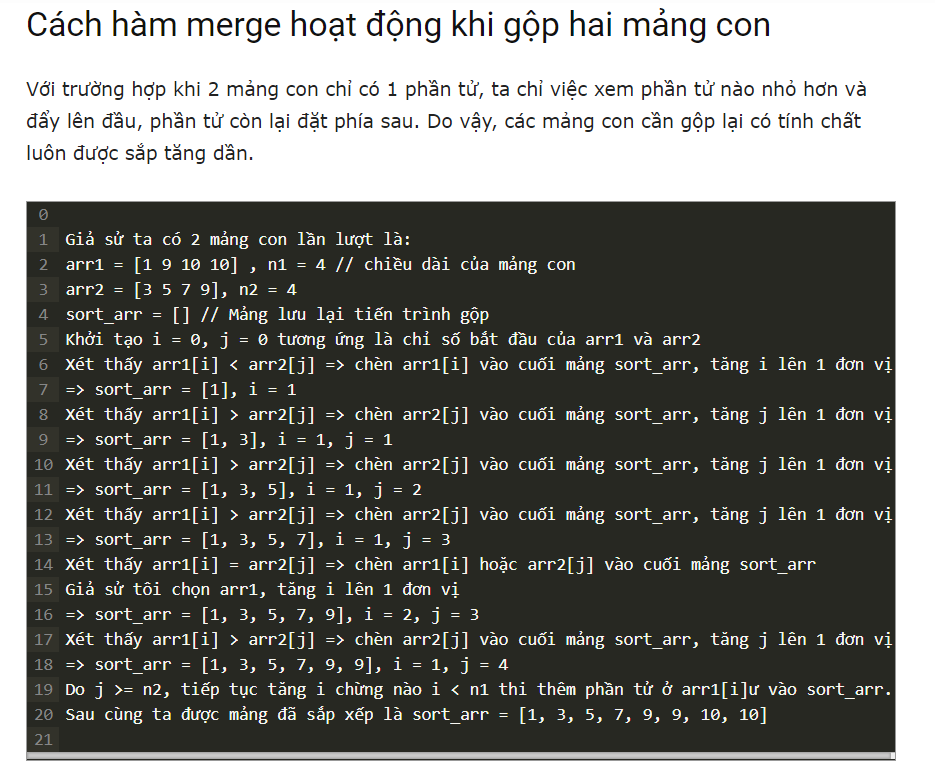 Cách hàm merge hoạt động khi gộp hai mảng con
Với trường hợp khi 2 mảng con chỉ có 1 phần tử, ta chỉ việc xem phần tử nào nhỏ hơn và
đẩy lên đầu, phần tử còn lại đặt phía sau. Do vậy, các mảng con cần gộp lại có tính chất
luôn được sắp tăng dần.
0
1 Giả sử ta có 2 mảng con lần lượt là:
2 arr1 = [1 9 10 10] , n1 = 4 // chiều dài của mảng con
3 arr2 = [3 5 7 9], n2 = 4
4 sort_arr = [] // Mảng lưu lại tiến trình gộp
5 Khởi tạo i = 0, j = 0 tương ứng là chỉ số bắt đầu của arr1 và arr2
6 Xét thấy arr1[i] < arr2[j] => chèn arr1[i] vào cuối mảng sort_arr, tăng i lên 1 đơn vị
7 => sort_arr = [1], i = 1
8 Xét thấy arr1[i] > arr2[j] => chèn arr2[j] vào cuối mảng sort_arr, tăng j lên 1 đơn vị
9 => sort_arr = [1, 3], i = 1, j = 1
10 Xét thấy arr1[i] > arr2[j] => chèn arr2[j] vào cuối mảng sort_arr, tăng j lên 1 đơn vị
11 => sort_arr = [1, 3, 5], i = 1, j = 2
12 Xét thấy arr1[i] > arr2[j] => chèn arr2[j] vào cuối mảng sort_arr, tăng j lên 1 đơn vị
13 => sort_arr = [1, 3, 5, 7], i = 1, j = 3
14 Xét thấy arr1[i] = arr2[j] => chèn arr1[i] hoặc arr2[j] vào cuối mảng sort_arr
15 Giả sử tôi chọn arr1, tăng i lên 1 đơn vị
16 => sort_arr = [1, 3, 5, 7, 9], i = 2, j = 3
17 Xét thấy arr1[i] > arr2[j] => chèn arr2[j] vào cuối mảng sort_arr, tăng j lên 1 đơn vị
18 => sort_arr = [1, 3, 5, 7, 9, 9], i = 1, j = 4
19 Do j >= n2, tiếp tục tăng i chừng nào i < n1 thi thêm phần tử ở arr1[i]ư vào sort_arr.
20 Sau cùng ta được mảng đã sắp xếp là sort_arr = [1, 3, 5, 7, 9, 9, 10, 10]
21